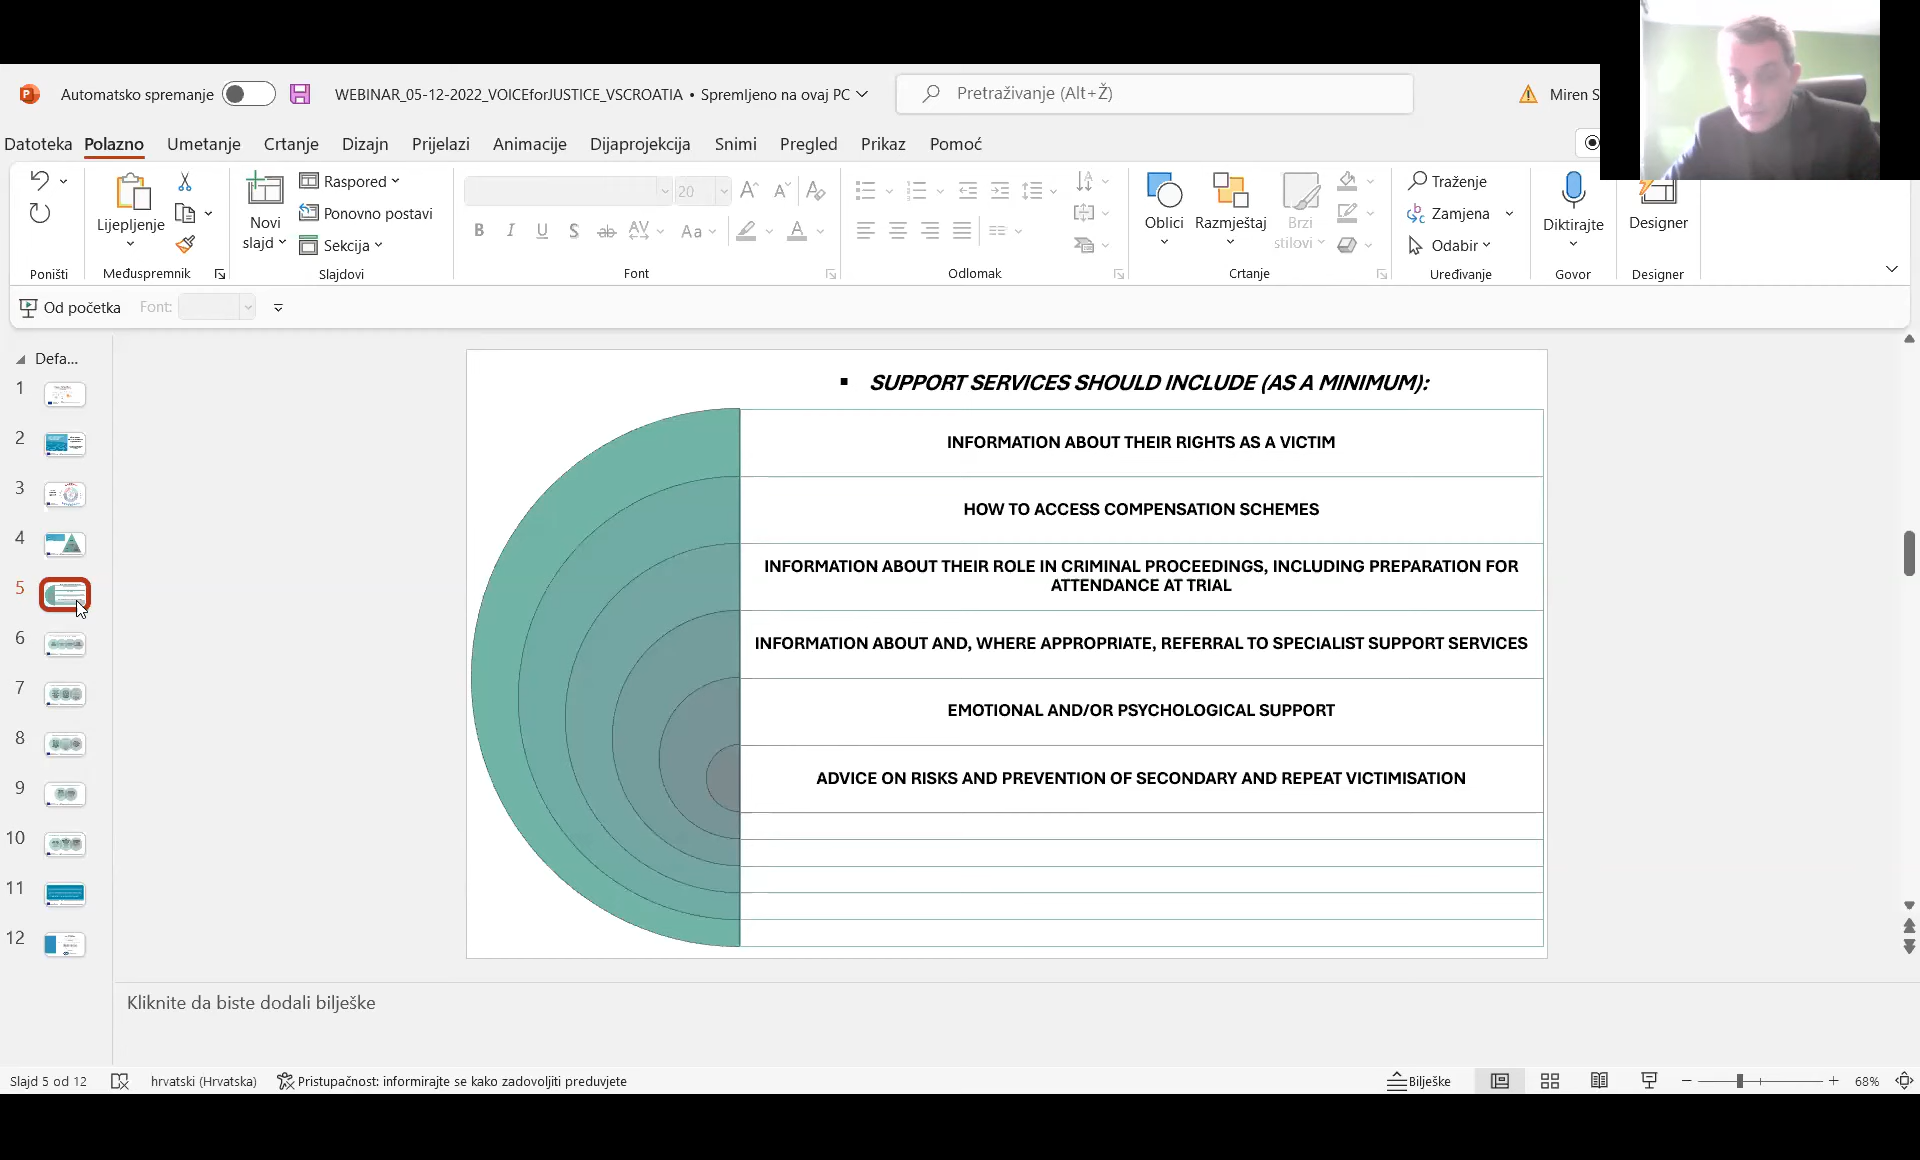 Automatsko spremanje
WEBINAR_05-12-2022_VOICEforJUSTICE_VSCROATIA • Spremljeno na ovaj PC
Pretraživanje (Alt+Ž)
Miren S
Datoteka Polazno Umetanje Crtanje Dizajn Prijelazi Animacije Dijaprojekcija Snimi Pregled Prikaz Pomoć
Lijepljenje
Novi slajd
Raspored
Ponovno postavi
Sekcija
20
B I U S ab AV Aa A
Oblici
Razmještaj
Brzi stilovi
Traženje
Zamjena
Odabir
Diktirajte
Designer
Poništi
Međuspremnik
Slajdovi
Font
Odlomak
Crtanje
Uređivanje
Govor
Designer
Od početka
Font:
Defa...
1
2
3
4
5
6
7
8
9
10
11
12
▪ SUPPORT SERVICES SHOULD INCLUDE (AS A MINIMUM):
INFORMATION ABOUT THEIR RIGHTS AS A VICTIM
HOW TO ACCESS COMPENSATION SCHEMES
INFORMATION ABOUT THEIR ROLE IN CRIMINAL PROCEEDINGS, INCLUDING PREPARATION FOR
ATTENDANCE AT TRIAL
INFORMATION ABOUT AND, WHERE APPROPRIATE, REFERRAL TO SPECIALIST SUPPORT SERVICES
EMOTIONAL AND/OR PSYCHOLOGICAL SUPPORT
ADVICE ON RISKS AND PREVENTION OF SECONDARY AND REPEAT VICTIMISATION
Kliknite da biste dodali bilješke
Slajd 5 od 12
hrvatski (Hrvatska)
Pristupačnost: informirajte se kako zadovoljiti preduvjete
Bilješke
68%